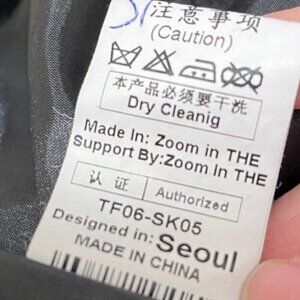 注意事项
(Caution)
本产品必须要干洗
Dry Cleanig
Made In: Zoom in THE
Support By:Zoom In THE
认 证 Authorized
TF06-SK05
Designed in: Seoul
MADE IN CHINA